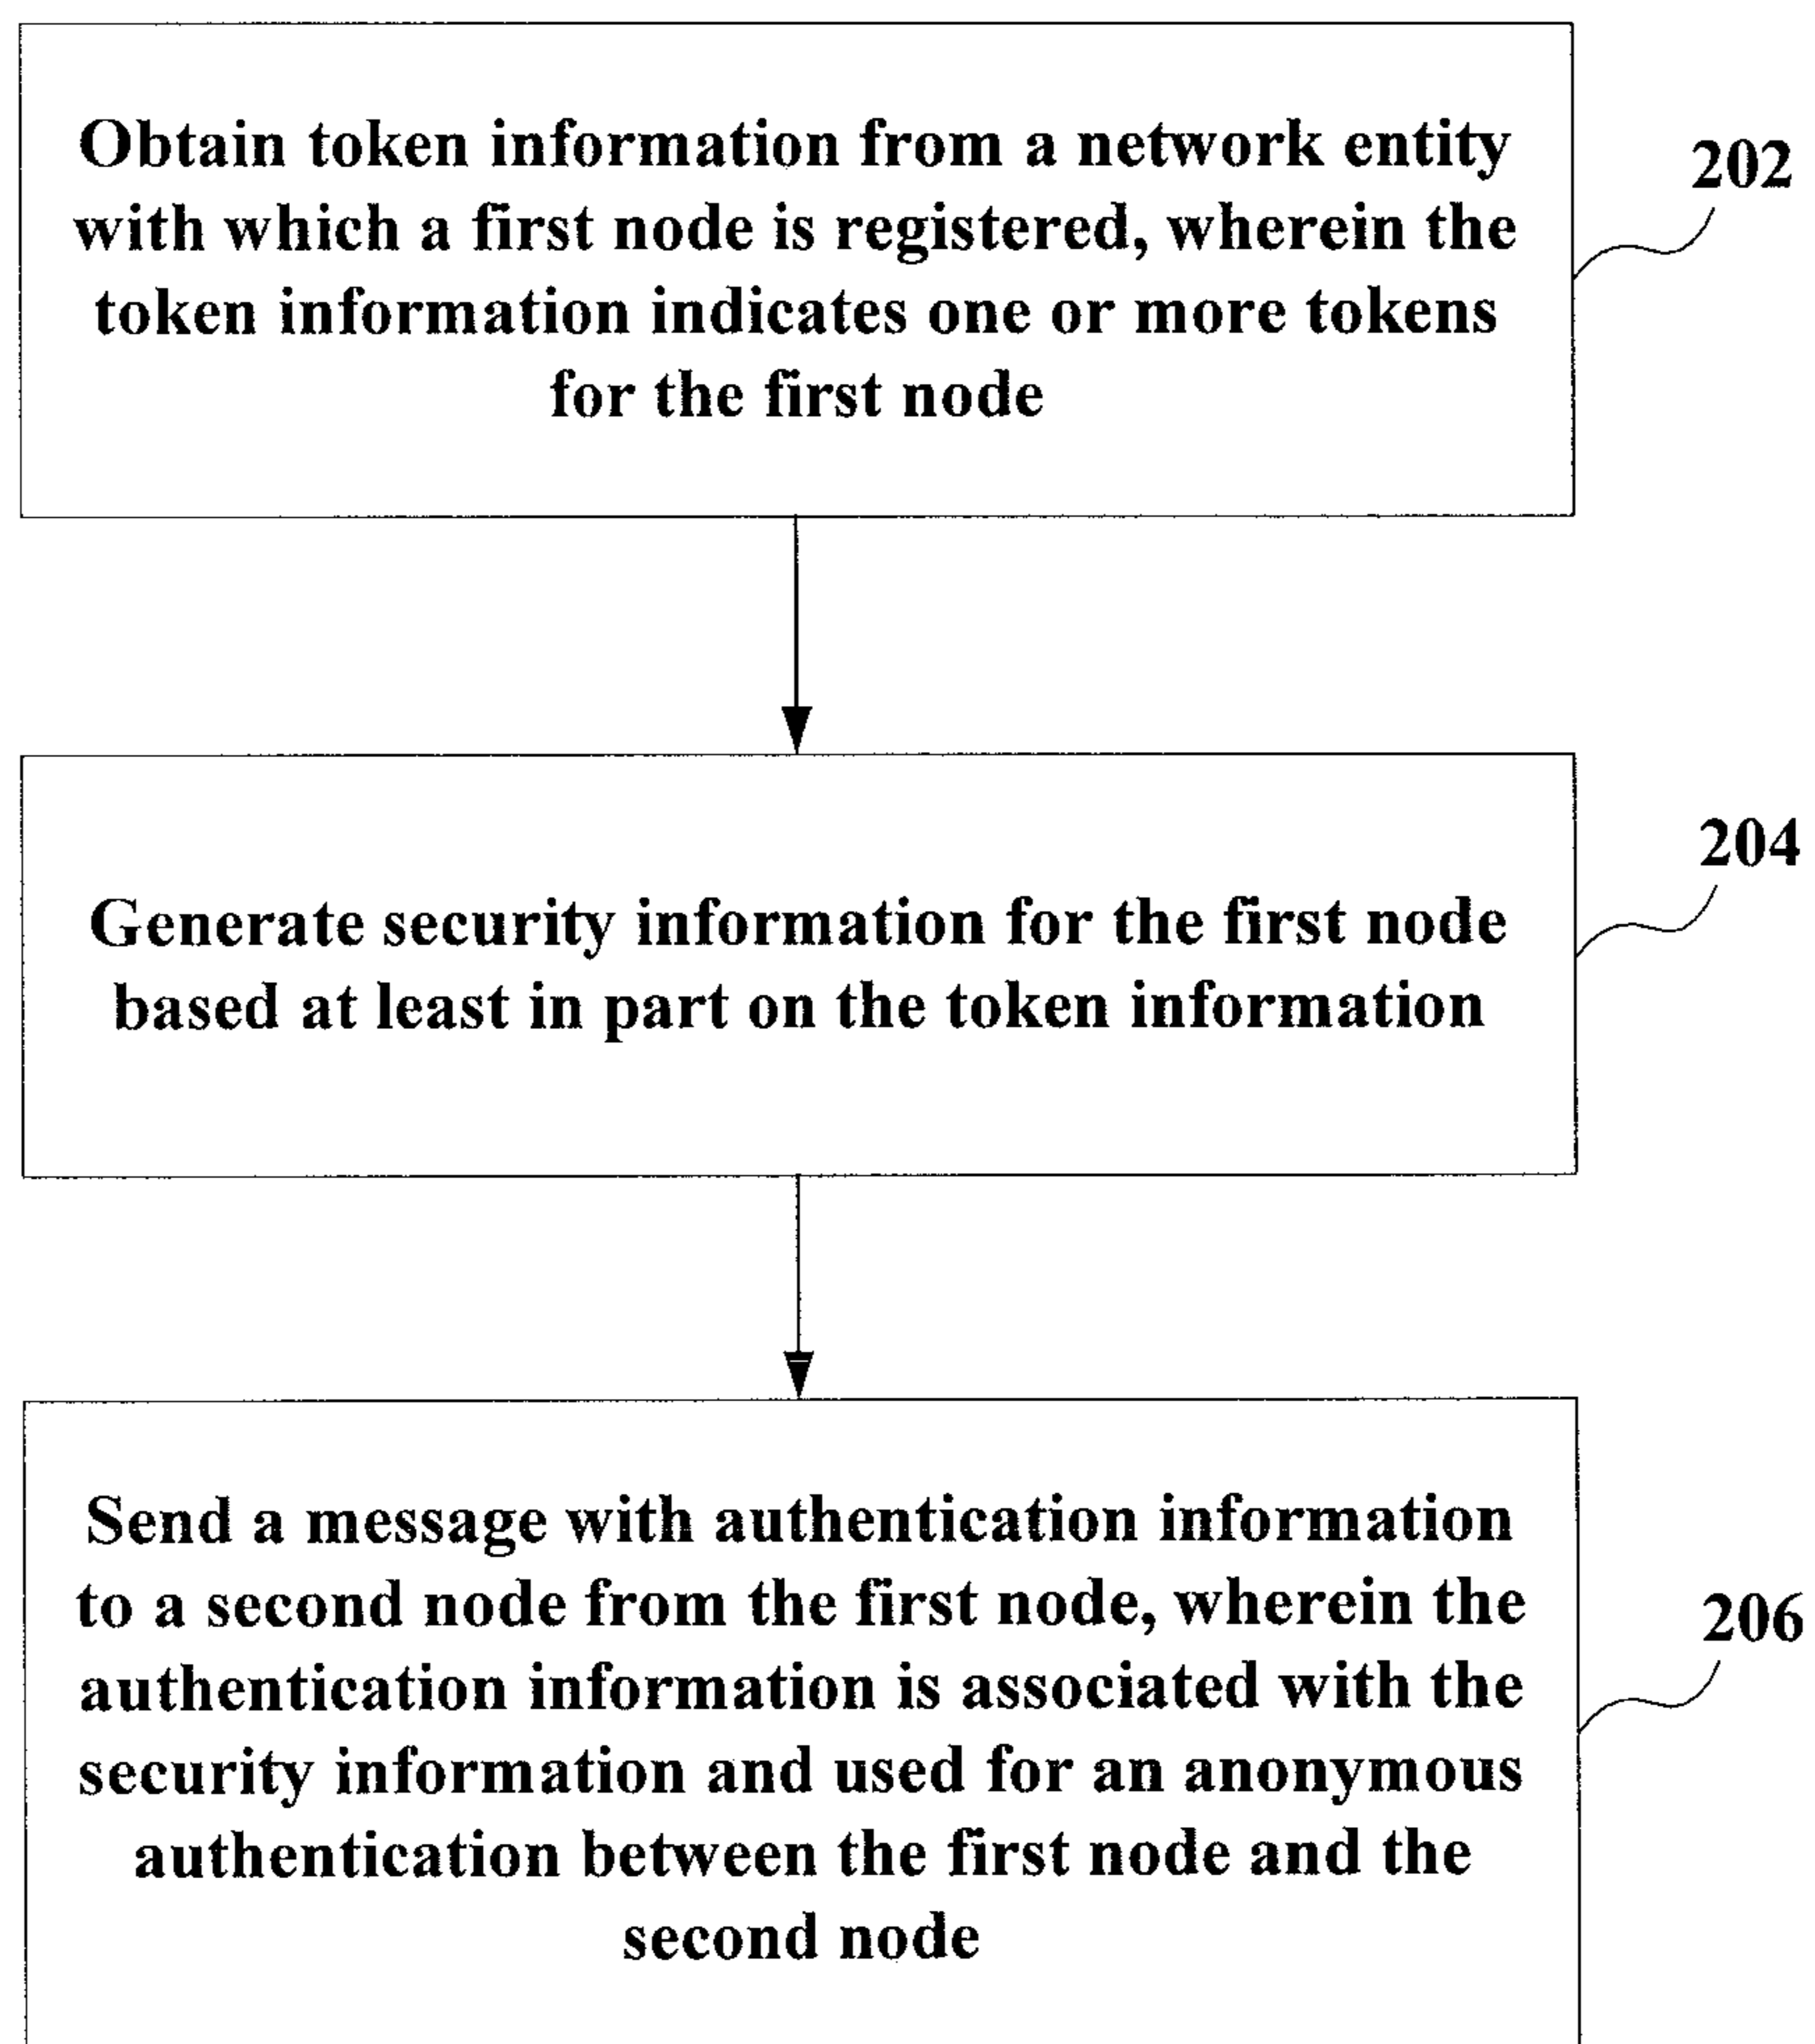 Obtain token information from a network entity
with which a first node is registered, wherein the
token information indicates one or more tokens
for the first node
202
Generate security information for the first node
based at least in part on the token information
204
Send a message with authentication information
to a second node from the first node, wherein the
authentication information is associated with the
security information and used for an anonymous
authentication between the first node and the
second node
206